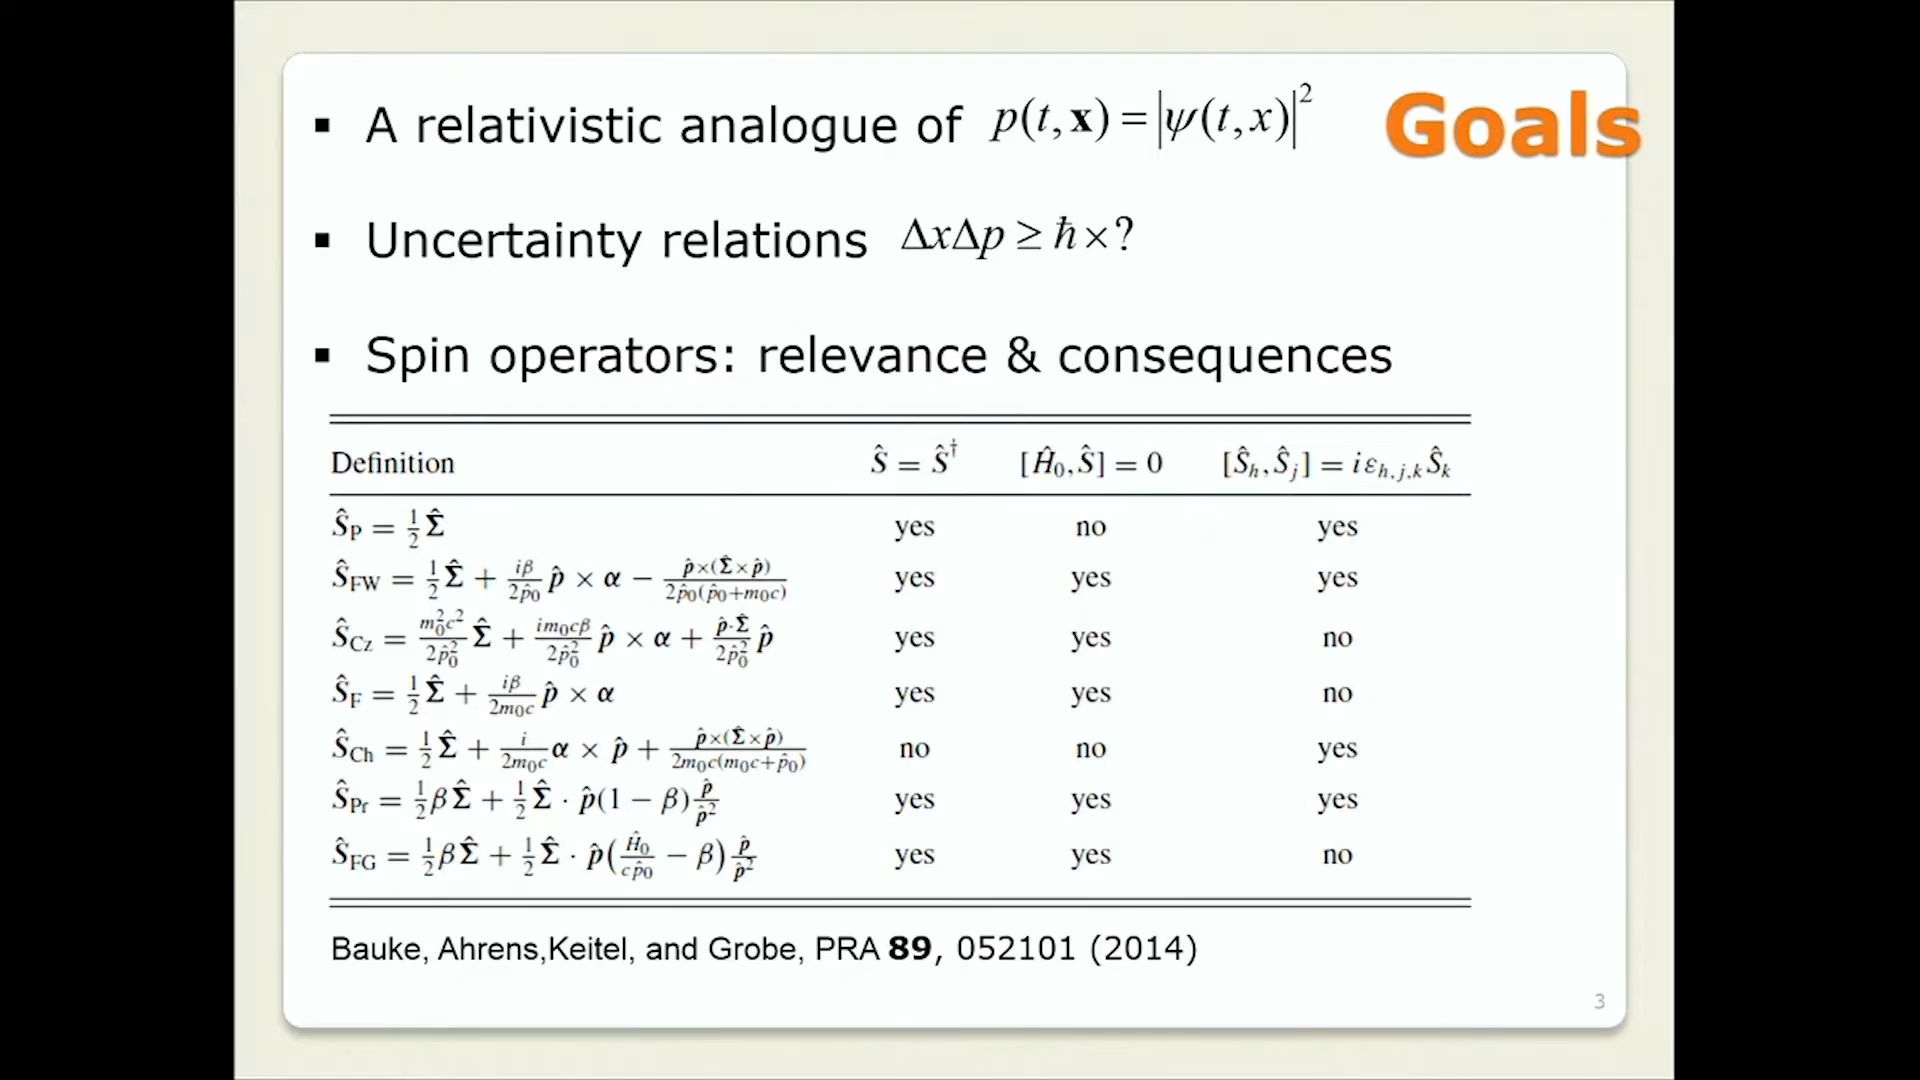 ▪ A relativistic analogue of p(t, 𝐱) = |ψ(t, x)|² Goals
▪ Uncertainty relations ΔxΔp ≥ ħ × ?
▪ Spin operators: relevance & consequences
Definition Ŝ = Ŝ† [Ĥ₀, Ŝ] = 0 [Ŝₕ, Ŝⱼ] = iεₕ,ⱼ,ₖŜₖ
Ŝ_P = ½Σ̂ yes no yes
Ŝ_FW = ½Σ̂ + iβ/(2p̂₀) p̂ × α − p̂×(Σ̂×p̂)/(2p̂₀(p̂₀+m₀c)) yes yes yes
Ŝ_Cz = m₀²c²/(2p̂₀²) Σ̂ + im₀cβ/(2p̂₀²) p̂ × α + p̂·Σ̂/(2p̂₀²) p̂ yes yes no
Ŝ_F = ½Σ̂ + iβ/(2m₀c) p̂ × α yes yes no
Ŝ_Ch = ½Σ̂ + i/(2m₀c) α × p̂ + p̂×(Σ̂×p̂)/(2m₀c(m₀c+p̂₀)) no no yes
Ŝ_Pr = ½βΣ̂ + ½Σ̂ · p̂(1 − β) p̂/p̂² yes yes yes
Ŝ_FG = ½βΣ̂ + ½Σ̂ · p̂(Ĥ₀/(cp̂₀) − β) p̂/p̂² yes yes no
Bauke, Ahrens,Keitel, and Grobe, PRA 89, 052101 (2014)
3